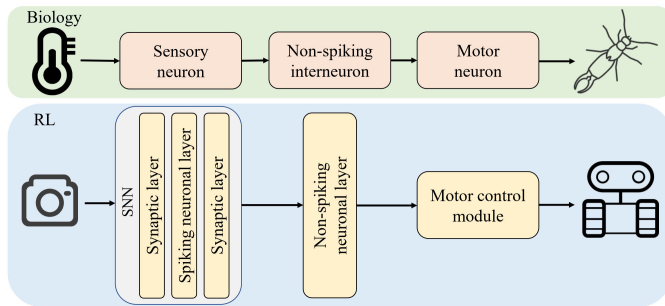 Biology
Sensory
neuron
Non-spiking
interneuron
Motor
neuron
RL
SNN
Synaptic layer
Spiking neuronal layer
Synaptic layer
Non-spiking
neuronal layer
Motor control
module